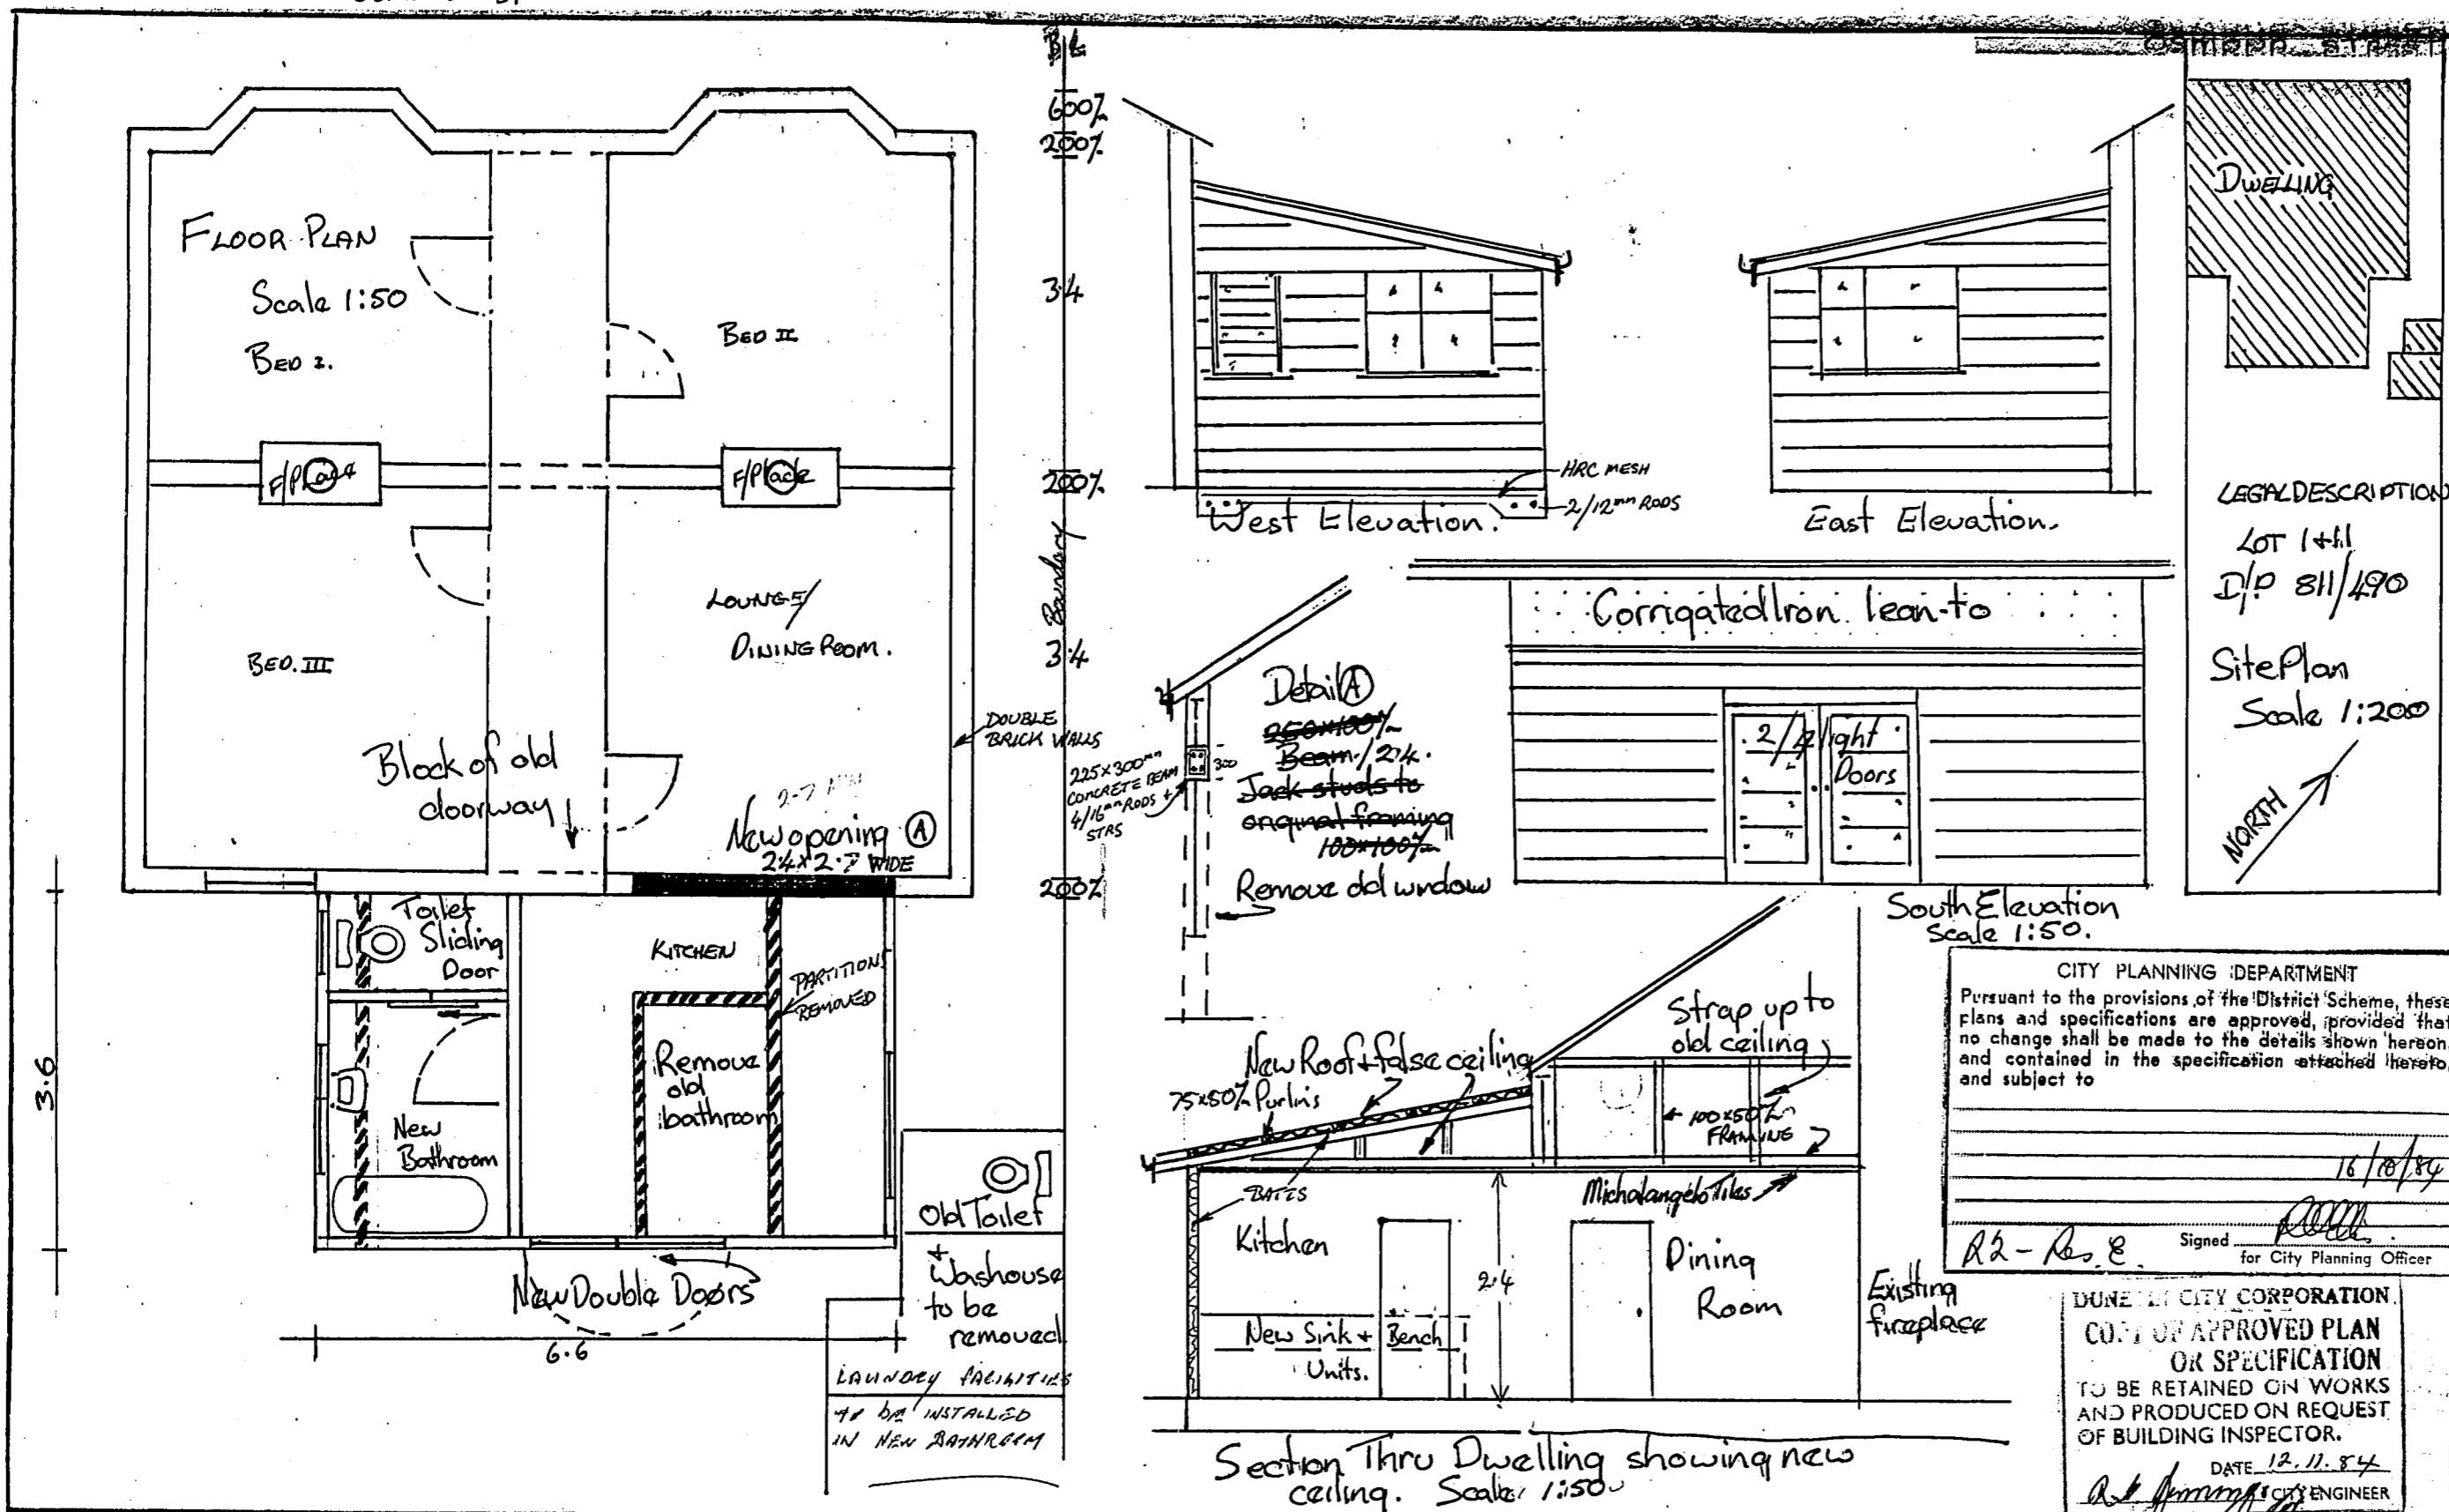 FLOOR PLAN
Scale 1:50
BED I.
BED II
F/Place
F/Place
BED. III
LOUNGE/
DINING ROOM.
Block of old
doorway
2-7
New opening (A)
2.4 x 2.7 WIDE
DOUBLE
BRICK WALLS
Toilet
Sliding
Door
KITCHEN
PARTITION
REMOVED
Remove
old
bathroom
New
Bathroom
Old Toilet
+
Washouse
to be
removed
New Double Doors
3.6
6.6
LAUNDRY FACILITIES
TO BE INSTALLED
IN NEW BATHROOM
B/L
600%
200%
3.4
200%
Boundary
3.4
200%
West Elevation.
HRC MESH
2/12mm RODS
East Elevation.
Detail (A)
250x100%
Beam / 2.4.
Jack studs to
original framing
100x100%
Remove old window
225x300mm
CONCRETE BEAM
4/16mm RODS +
STRS
300
Corrigated Iron lean-to
2/4 light
Doors
South Elevation
Scale 1:50.
New Roof + false ceiling
75x50% Purlins
Strap up to
old ceiling
100x50%
FRAMING
BATTS
Michalangelo Tiles
Kitchen
2.4
Dining
Room
New Sink + Bench
Units.
Existing
fireplace
Section Thru Dwelling showing new
ceiling. Scale 1:50
DWELLING
LEGAL DESCRIPTION
LOT 1+11
D/P 811/490
Site Plan
Scale 1:200
NORTH
CITY PLANNING DEPARTMENT
Pursuant to the provisions of the District Scheme, these
plans and specifications are approved, provided that
no change shall be made to the details shown hereon
and contained in the specification attached hereto,
and subject to
16/10/84
R2 - Res. E.
Signed
for City Planning Officer
DUNEDIN CITY CORPORATION
COPY OF APPROVED PLAN
OR SPECIFICATION
TO BE RETAINED ON WORKS
AND PRODUCED ON REQUEST
OF BUILDING INSPECTOR.
DATE 12.11.84
CITY ENGINEER